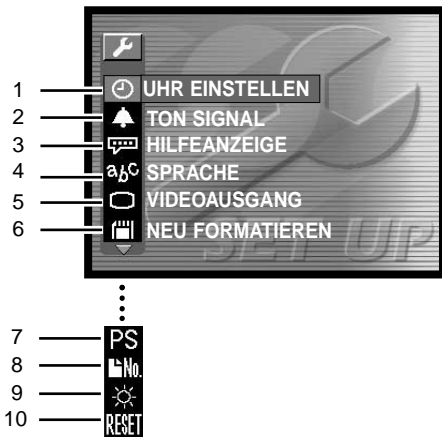 1 UHR EINSTELLEN
2 TON SIGNAL
3 HILFEANZEIGE
4 abc SPRACHE
5 VIDEOAUSGANG
6 NEU FORMATIEREN
SET UP
7 PS
8 No.
9
10 RESET